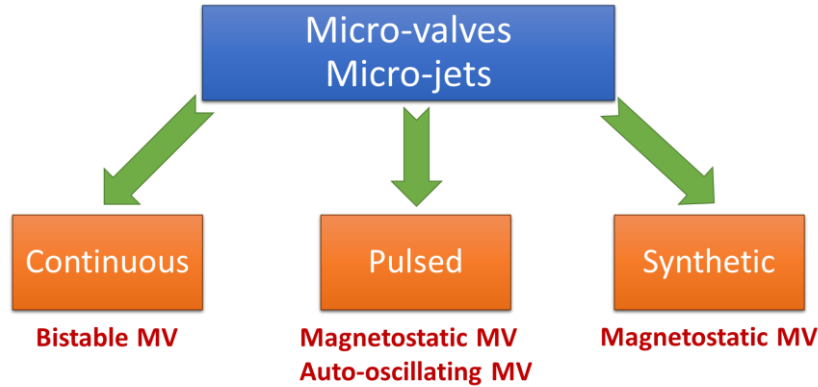 Micro-valves
Micro-jets
Continuous
Pulsed
Synthetic
Bistable MV
Magnetostatic MV
Auto-oscillating MV
Magnetostatic MV